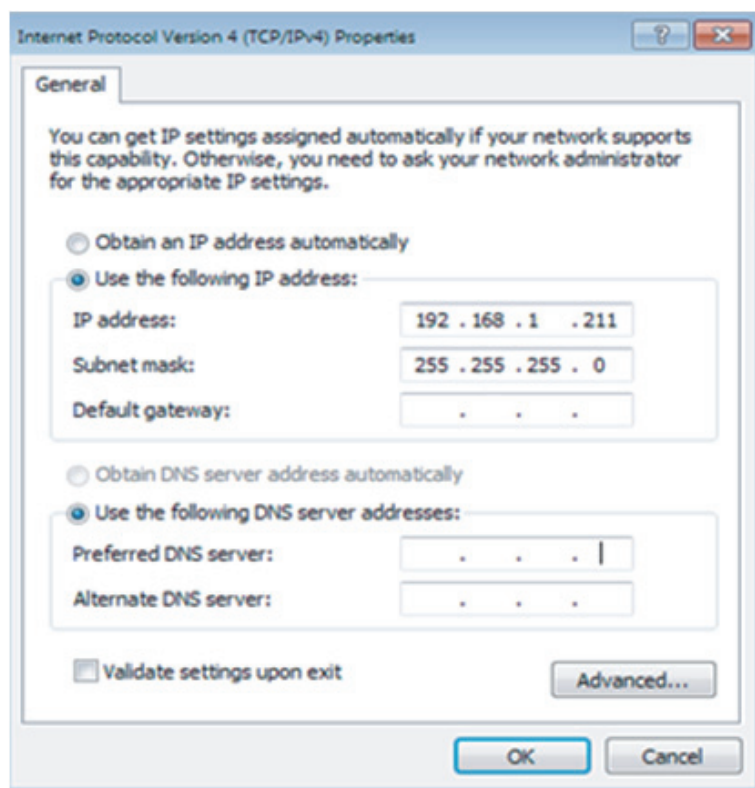 Internet Protocol Version 4 (TCP/IPv4) Properties
General
You can get IP settings assigned automatically if your network supports
this capability. Otherwise, you need to ask your network administrator
for the appropriate IP settings.
Obtain an IP address automatically
Use the following IP address:
IP address: 192 . 168 . 1 . 211
Subnet mask: 255 . 255 . 255 . 0
Default gateway: . . .
Obtain DNS server address automatically
Use the following DNS server addresses:
Preferred DNS server: . . .
Alternate DNS server: . . .
Validate settings upon exit
Advanced...
OK Cancel